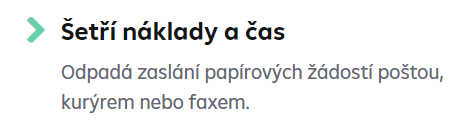 Šetří náklady a čas
Odpadá zaslání papírových žádostí poštou,
kurýrem nebo faxem.